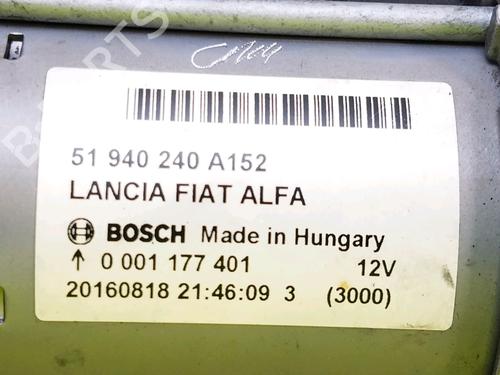 51 940 240 A152
LANCIA FIAT ALFA
BOSCH Made in Hungary
↑ 0 001 177 401 12V
20160818 21:46:09 3 (3000)